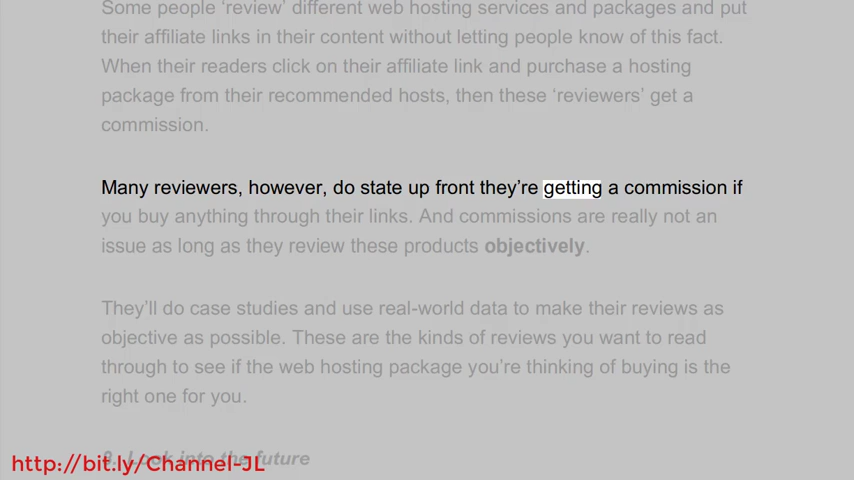 Some people ‘review’ different web hosting services and packages and put
their affiliate links in their content without letting people know of this fact.
When their readers click on their affiliate link and purchase a hosting
package from their recommended hosts, then these ‘reviewers’ get a
commission.
Many reviewers, however, do state up front they’re getting a commission if
you buy anything through their links. And commissions are really not an
issue as long as they review these products objectively.
They’ll do case studies and use real-world data to make their reviews as
objective as possible. These are the kinds of reviews you want to read
through to see if the web hosting package you’re thinking of buying is the
right one for you.
Look into the future
http://bit.ly/Channel-JL